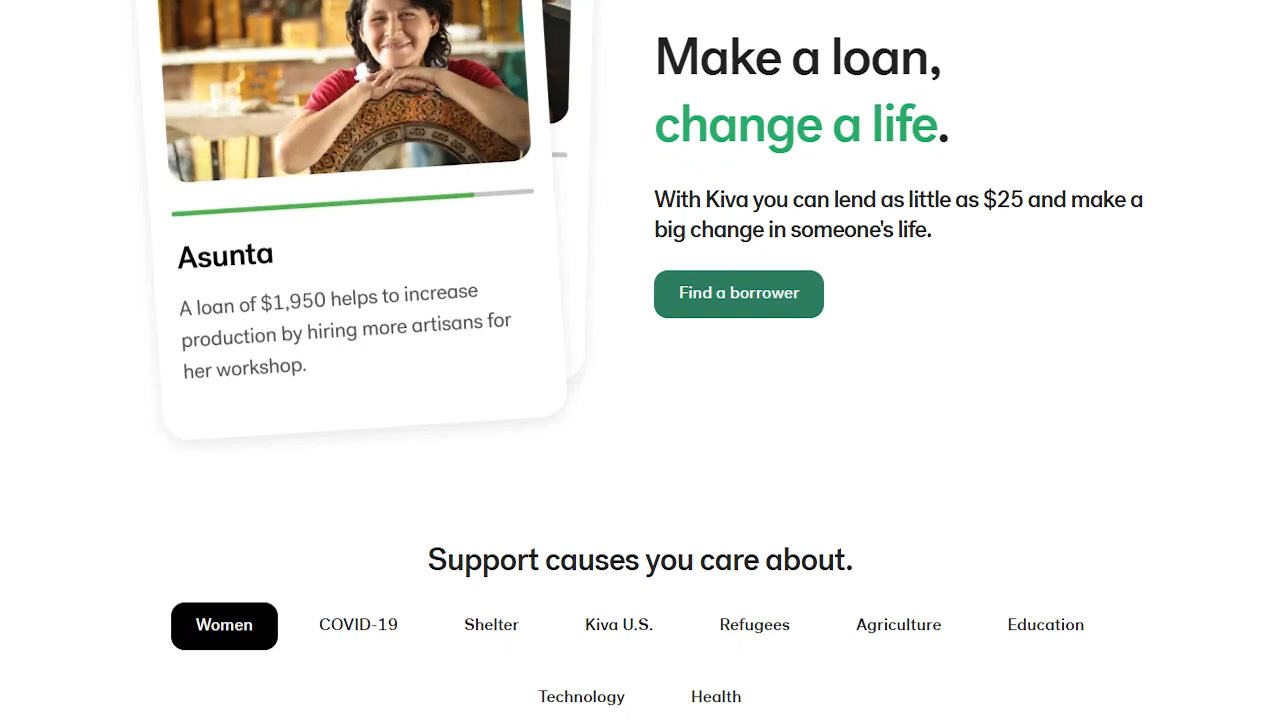 Make a loan,
change a life.
With Kiva you can lend as little as $25 and make a
big change in someone's life.
Find a borrower
Asunta
A loan of $1,950 helps to increase
production by hiring more artisans for
her workshop.
Support causes you care about.
Women COVID-19 Shelter Kiva U.S. Refugees Agriculture Education
Technology Health